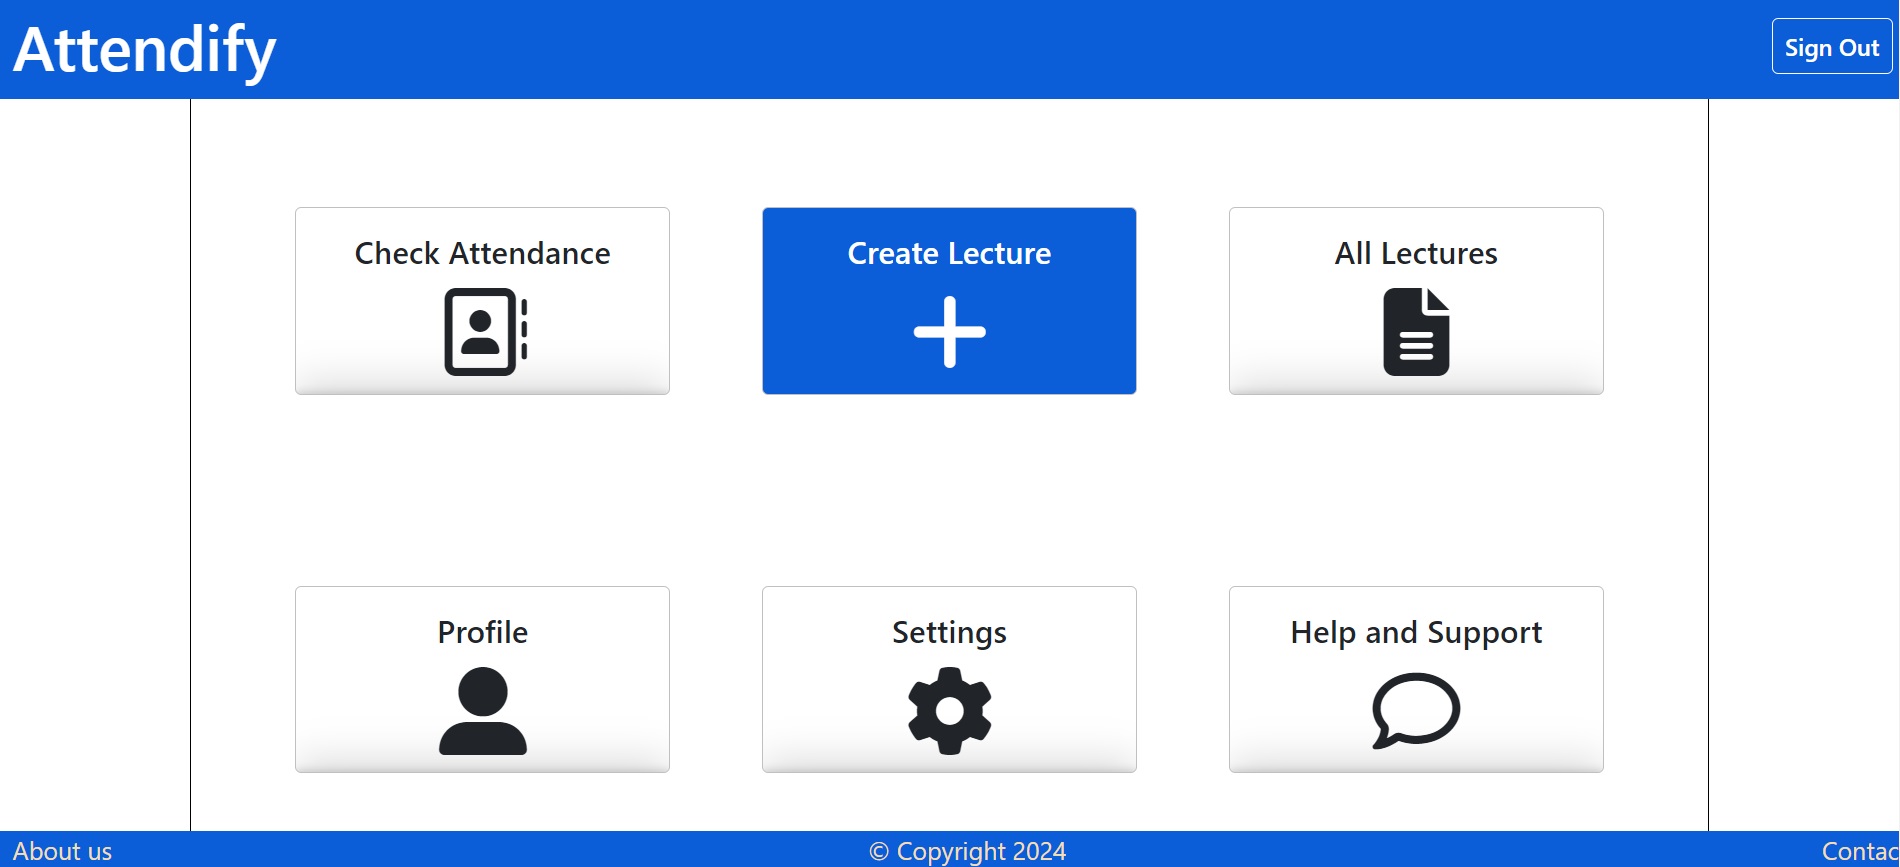 Attendify
Sign Out
Check Attendance
Create Lecture
All Lectures
Profile
Settings
Help and Support
About us
© Copyright 2024
Contac